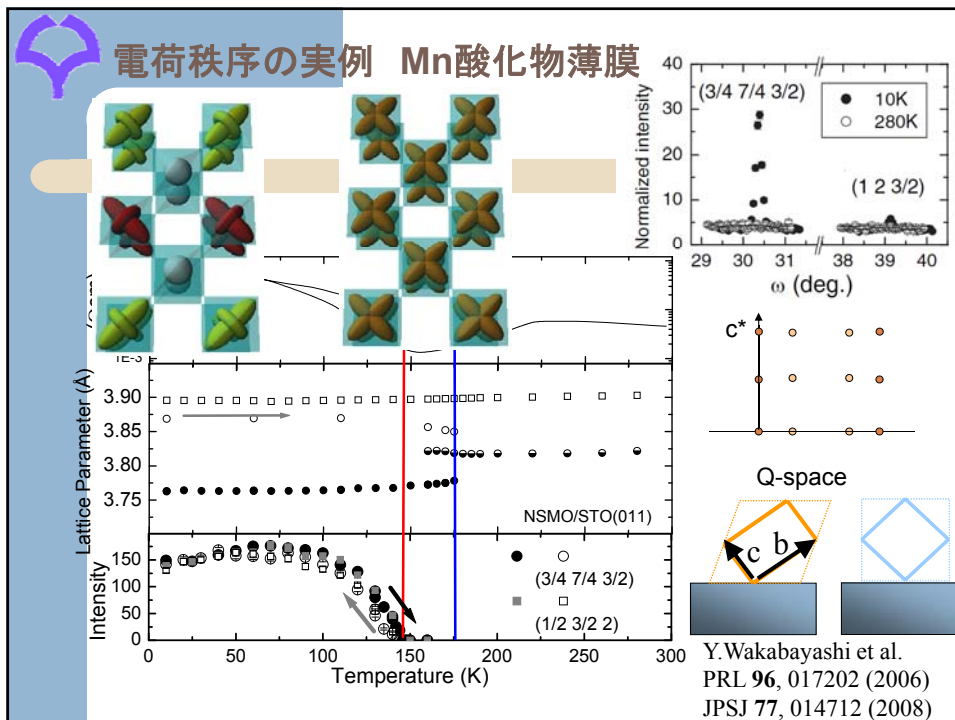 電荷秩序の実例 Mn酸化物薄膜
40
30
20
10
0
Normalized intensity
(3/4 7/4 3/2)
10K
280K
(1 2 3/2)
29 30 31 38 39 40
ω (deg.)
1E-3
Lattice Parameter (Å)
3.90
3.85
3.80
3.75
NSMO/STO(011)
Intensity
150
100
50
0
(3/4 7/4 3/2)
(1/2 3/2 2)
0 50 100 150 200 250 300
Temperature (K)
c*
Q-space
c b
Y.Wakabayashi et al.
PRL 96, 017202 (2006)
JPSJ 77, 014712 (2008)